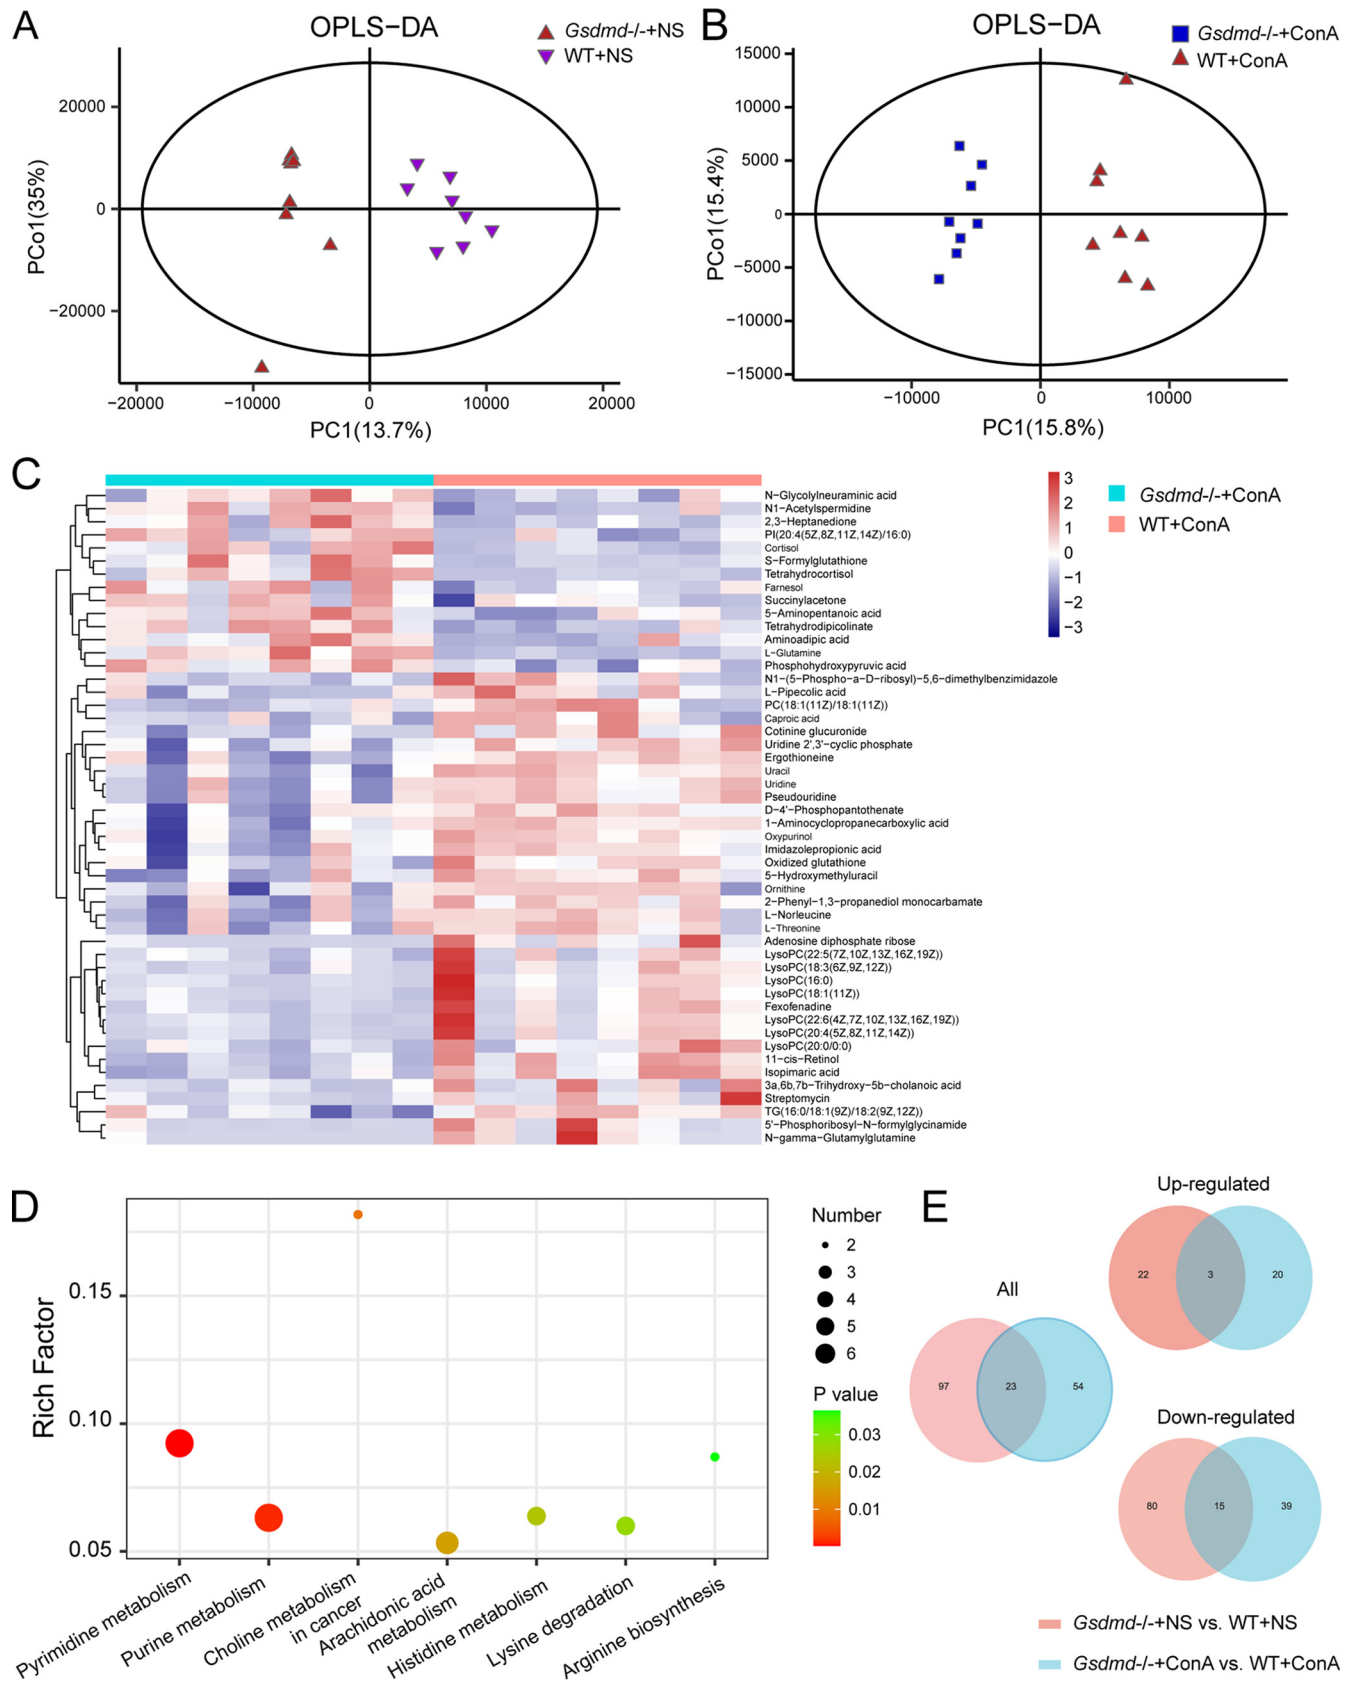 A
OPLS−DA
Gsdmd-/-+NS
WT+NS
20000
0
−20000
PCo1(35%)
−20000
−10000
0
10000
20000
PC1(13.7%)
B
OPLS−DA
Gsdmd-/-+ConA
WT+ConA
15000
10000
5000
0
−5000
−10000
−15000
PCo1(15.4%)
−10000
0
10000
PC1(15.8%)
C
3
2
1
0
−1
−2
−3
Gsdmd-/-+ConA
WT+ConA
N−Glycolylneuraminic acid
N1−Acetylspermidine
2,3−Heptanedione
PI(20:4(5Z,8Z,11Z,14Z)/16:0)
Cortisol
S−Formylglutathione
Tetrahydrocortisol
Farnesol
Succinylacetone
5−Aminopentanoic acid
Tetrahydrodipicolinate
Aminoadipic acid
L−Glutamine
Phosphohydroxypyruvic acid
N1−(5−Phospho−a−D−ribosyl)−5,6−dimethylbenzimidazole
L−Pipecolic acid
PC(18:1(11Z)/18:1(11Z))
Caproic acid
Cotinine glucuronide
Uridine 2',3'−cyclic phosphate
Ergothioneine
Uracil
Uridine
Pseudouridine
D−4'−Phosphopantothenate
1−Aminocyclopropanecarboxylic acid
Oxypurinol
Imidazolepropionic acid
Oxidized glutathione
5−Hydroxymethyluracil
Ornithine
2−Phenyl−1,3−propanediol monocarbamate
L−Norleucine
L−Threonine
Adenosine diphosphate ribose
LysoPC(22:5(7Z,10Z,13Z,16Z,19Z))
LysoPC(18:3(6Z,9Z,12Z))
LysoPC(16:0)
LysoPC(18:1(11Z))
Fexofenadine
LysoPC(22:6(4Z,7Z,10Z,13Z,16Z,19Z))
LysoPC(20:4(5Z,8Z,11Z,14Z))
LysoPC(20:0/0:0)
11−cis−Retinol
Isopimaric acid
3a,6b,7b−Trihydroxy−5b−cholanoic acid
Streptomycin
TG(16:0/18:1(9Z)/18:2(9Z,12Z))
5'−Phosphoribosyl−N−formylglycinamide
N−gamma−Glutamylglutamine
D
Rich Factor
0.15
0.10
0.05
Pyrimidine metabolism
Purine metabolism
Choline metabolism
in cancer
Arachidonic acid
metabolism
Histidine metabolism
Lysine degradation
Arginine biosynthesis
Number
2
3
4
5
6
P value
0.03
0.02
0.01
E
All
97
23
54
Up-regulated
22
3
20
Down-regulated
80
15
39
Gsdmd-/-+NS vs. WT+NS
Gsdmd-/-+ConA vs. WT+ConA